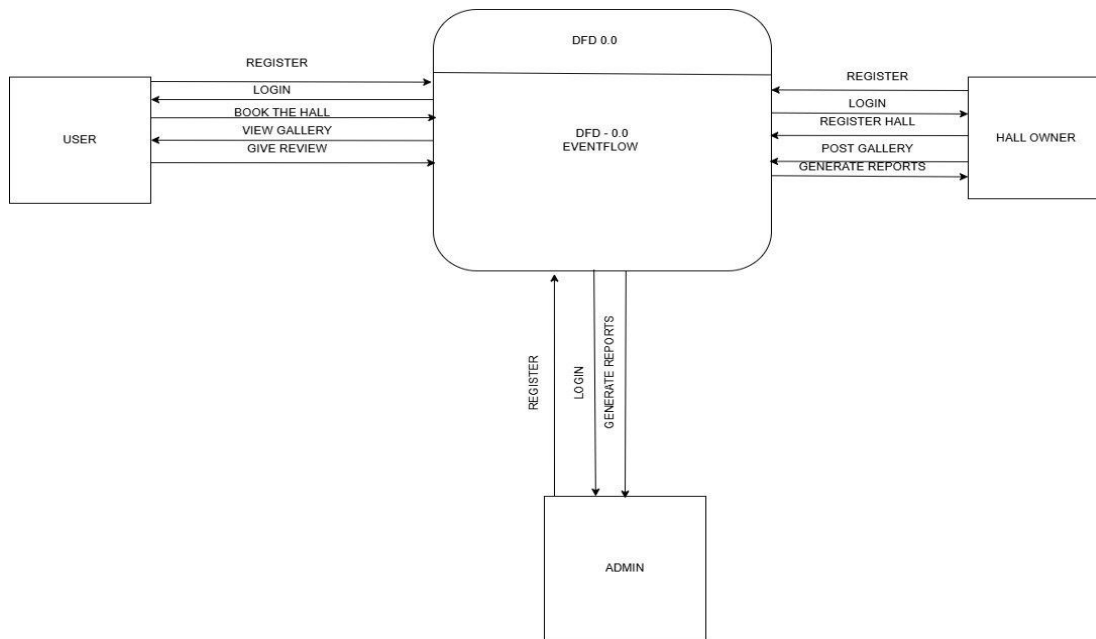 DFD 0.0
REGISTER
LOGIN
BOOK THE HALL
VIEW GALLERY
GIVE REVIEW
USER
DFD - 0.0
EVENTFLOW
REGISTER
LOGIN
REGISTER HALL
POST GALLERY
GENERATE REPORTS
HALL OWNER
REGISTER
LOGIN
GENERATE REPORTS
ADMIN